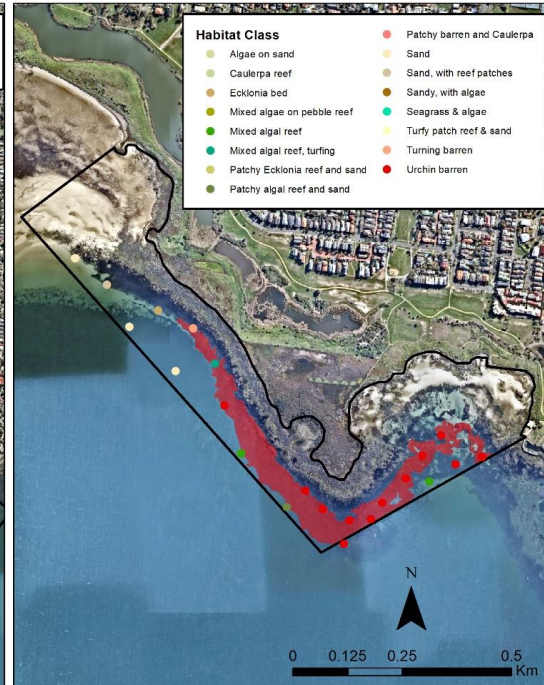 Habitat Class
Algae on sand
Caulerpa reef
Ecklonia bed
Mixed algae on pebble reef
Mixed algal reef
Mixed algal reef, turfing
Patchy Ecklonia reef and sand
Patchy algal reef and sand
Patchy barren and Caulerpa
Sand
Sand, with reef patches
Sandy, with algae
Seagrass & algae
Turfy patch reef & sand
Turning barren
Urchin barren
N
0 0.125 0.25 0.5
Km